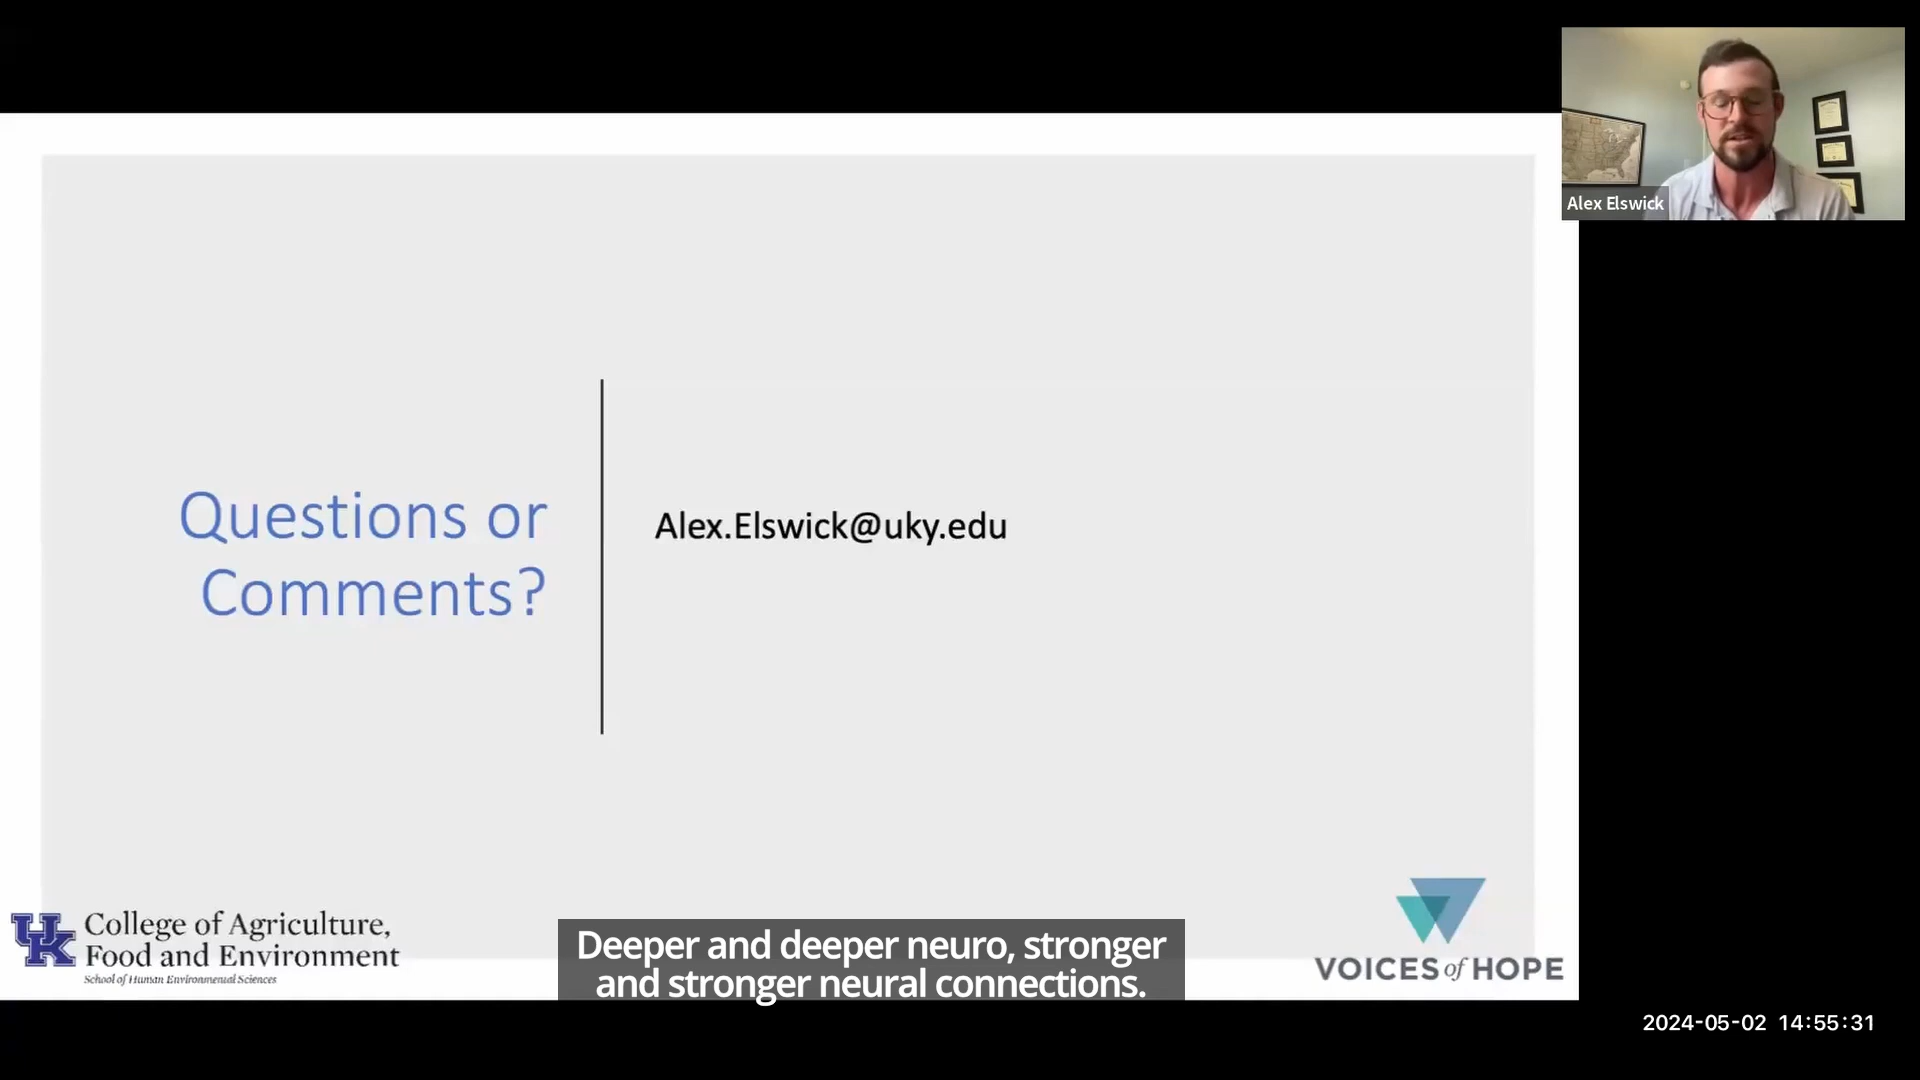 Alex Elswick
Questions or
Comments?
Alex.Elswick@uky.edu
UK
College of Agriculture,
Food and Environment
School of Human Environmental Sciences
Deeper and deeper neuro, stronger
and stronger neural connections.
VOICES of HOPE
2024-05-02 14:55:31